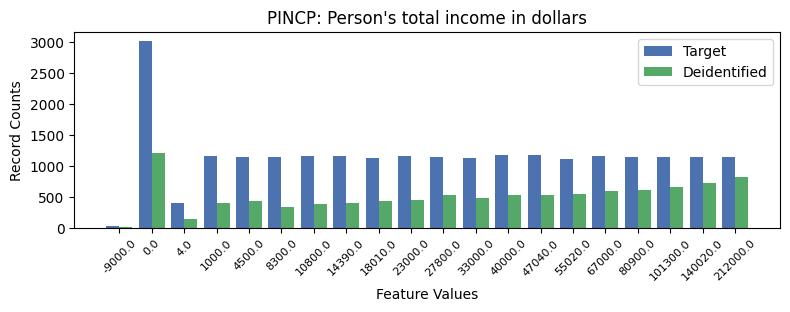 PINCP: Person's total income in dollars
Target
Deidentified
Record Counts
3000
2500
2000
1500
1000
500
0
-9000.0 0.0 4.0 1000.0 4500.0 8300.0 10800.0 14390.0 18010.0 23000.0 27800.0 33000.0 40000.0 47040.0 55020.0 67000.0 80900.0 101300.0 140020.0 212000.0
Feature Values